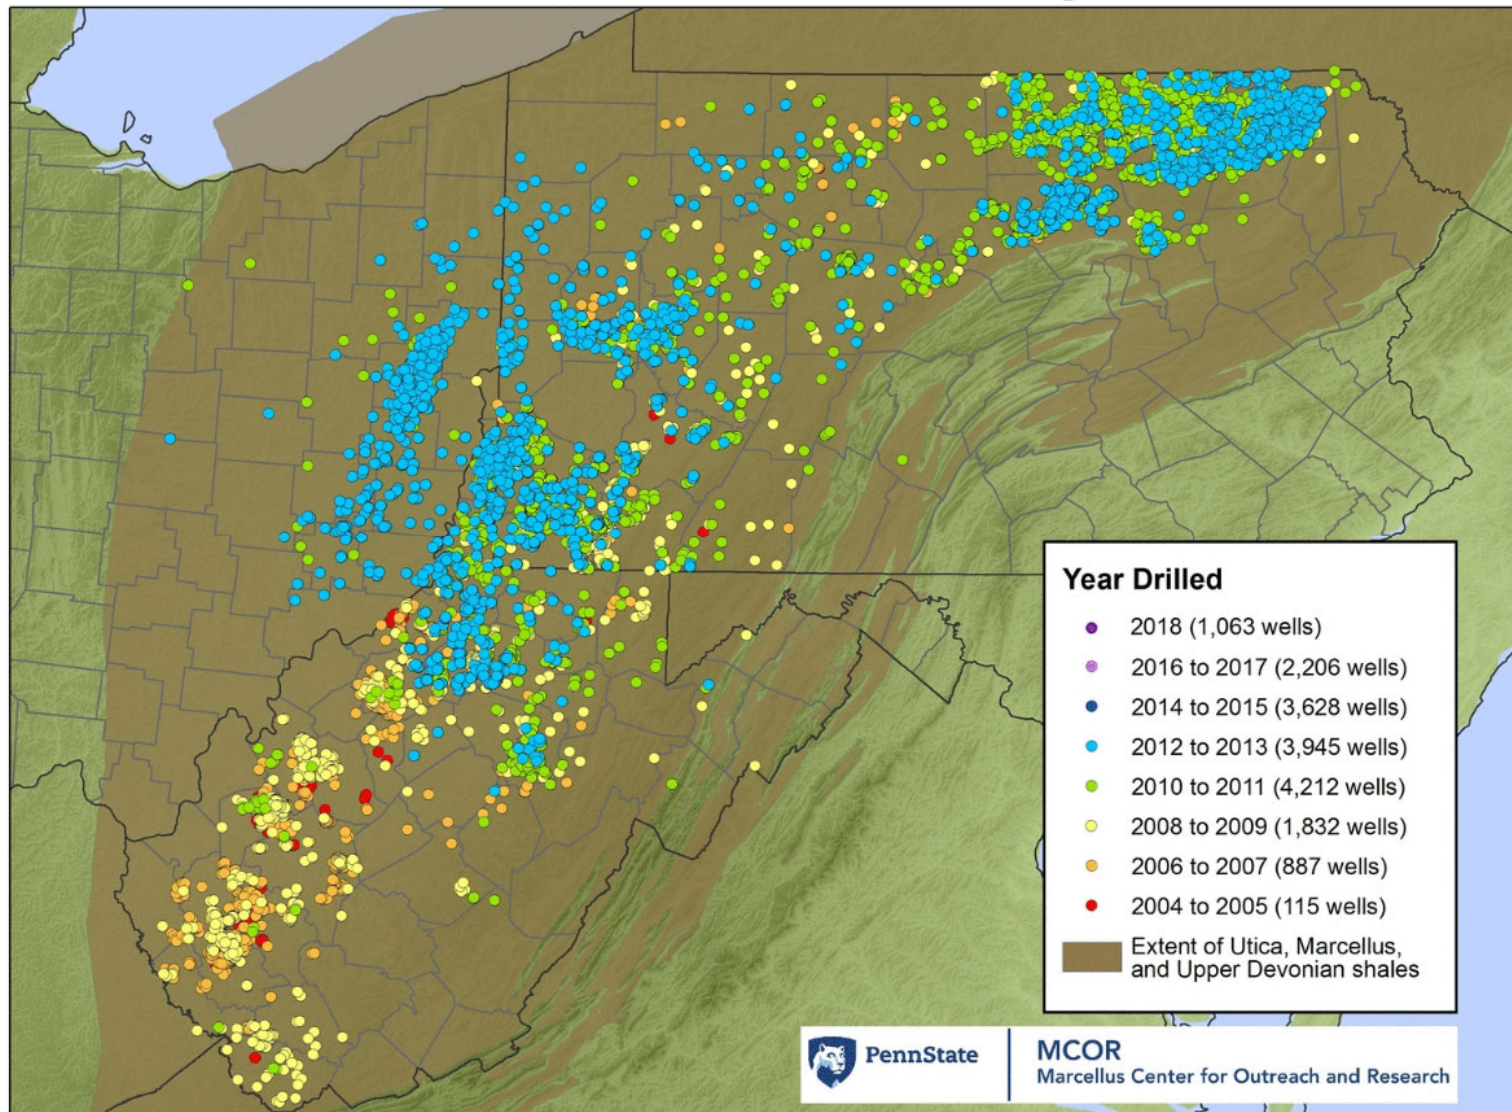 Year Drilled
2018 (1,063 wells)
2016 to 2017 (2,206 wells)
2014 to 2015 (3,628 wells)
2012 to 2013 (3,945 wells)
2010 to 2011 (4,212 wells)
2008 to 2009 (1,832 wells)
2006 to 2007 (887 wells)
2004 to 2005 (115 wells)
Extent of Utica, Marcellus,
and Upper Devonian shales
PennState
MCOR
Marcellus Center for Outreach and Research